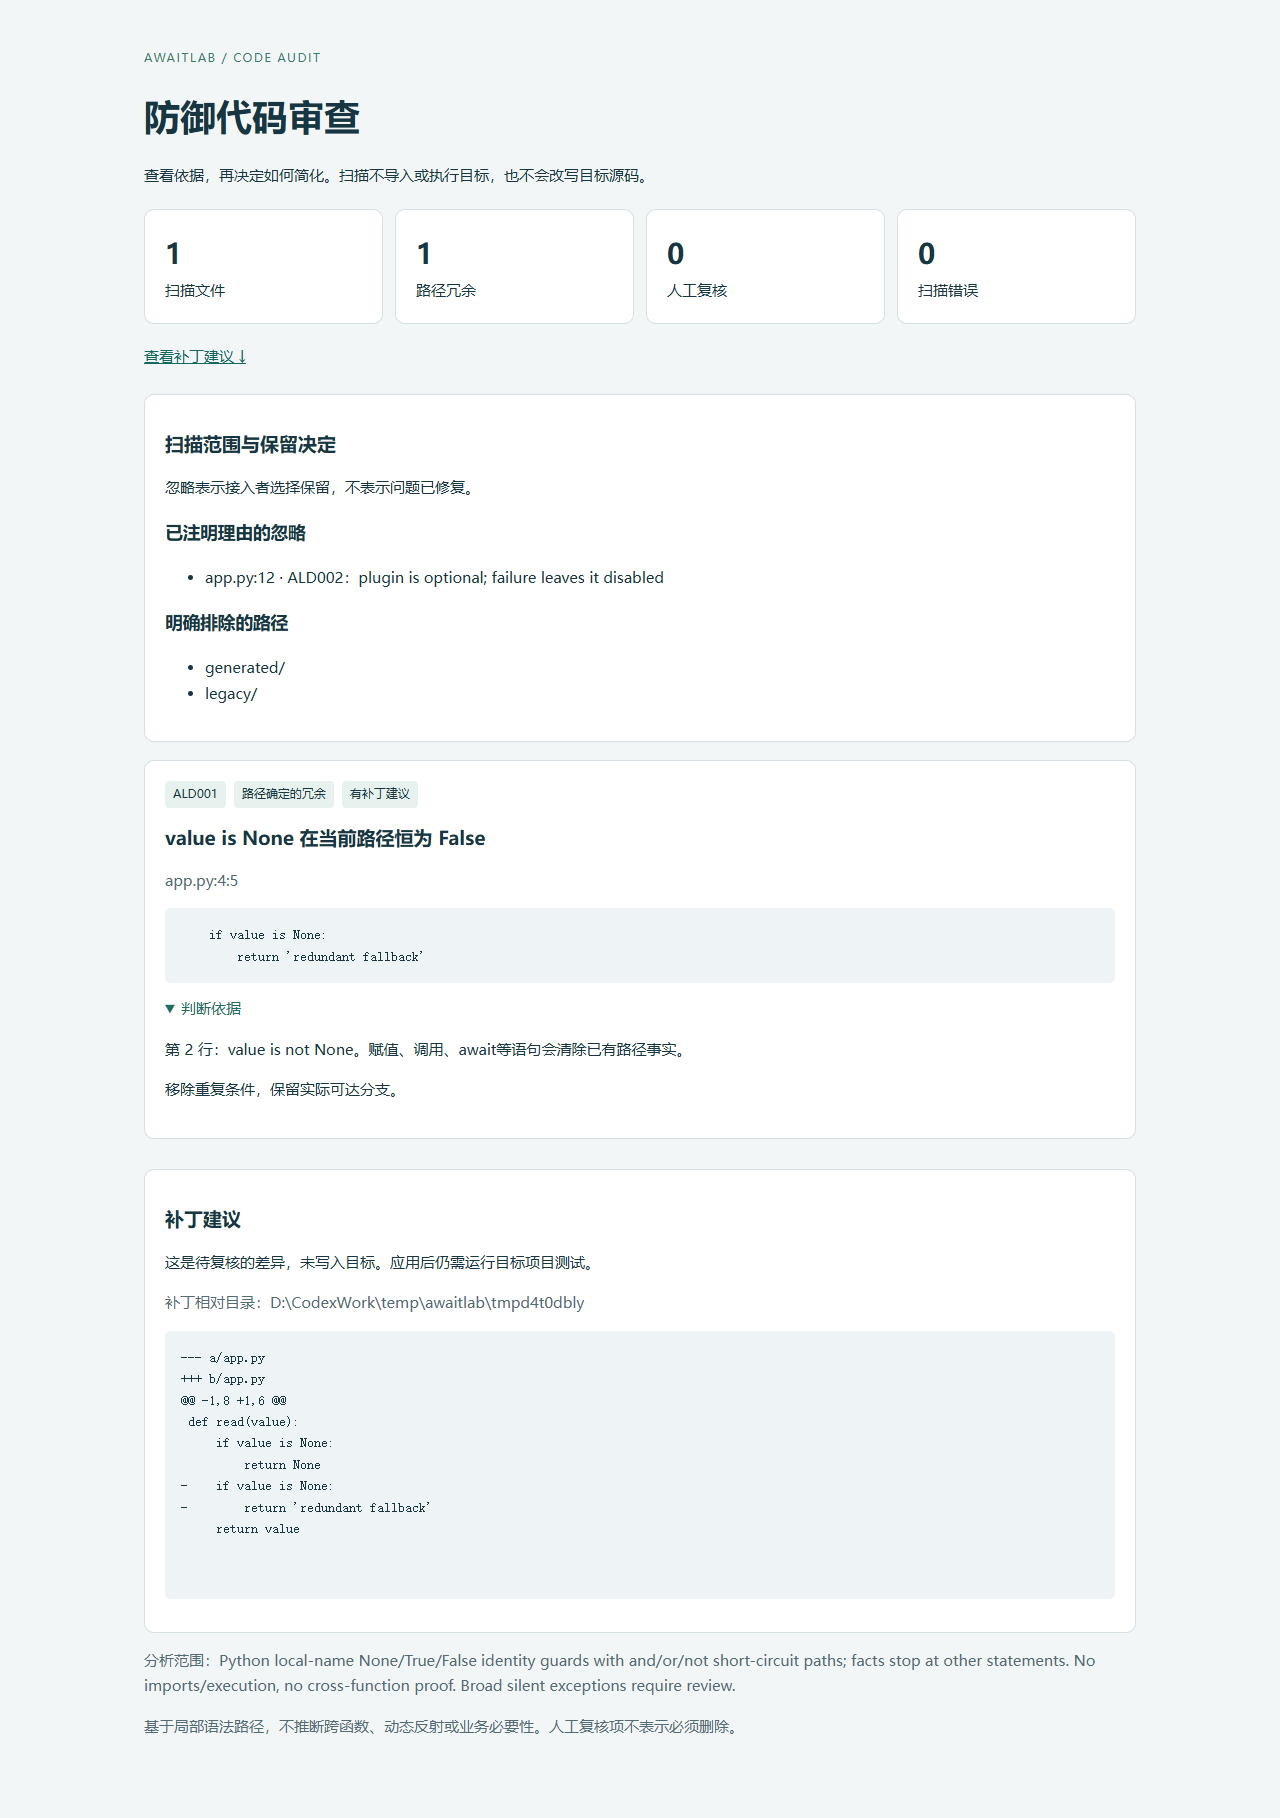 AWAITLAB / CODE AUDIT
防御代码审查
查看依据，再决定如何简化。扫描不导入或执行目标，也不会改写目标源码。
1
扫描文件
1
路径冗余
0
人工复核
0
扫描错误
查看补丁建议 ↓
扫描范围与保留决定
忽略表示接入者选择保留，不表示问题已修复。
已注明理由的忽略
• app.py:12 · ALD002：plugin is optional; failure leaves it disabled
明确排除的路径
• generated/
• legacy/
ALD001 路径确定的冗余 有补丁建议
value is None 在当前路径恒为 False
app.py:4:5
    if value is None:
        return 'redundant fallback'
▼ 判断依据
第 2 行：value is not None。赋值、调用、await等语句会清除已有路径事实。
移除重复条件，保留实际可达分支。
补丁建议
这是待复核的差异，未写入目标。应用后仍需运行目标项目测试。
补丁相对目录：D:\CodexWork\temp\awaitlab\tmpd4t0dbly
--- a/app.py
+++ b/app.py
@@ -1,8 +1,6 @@
 def read(value):
     if value is None:
         return None
-    if value is None:
-        return 'redundant fallback'
     return value
分析范围：Python local-name None/True/False identity guards with and/or/not short-circuit paths; facts stop at other statements. No
imports/execution, no cross-function proof. Broad silent exceptions require review.
基于局部语法路径，不推断跨函数、动态反射或业务必要性。人工复核项不表示必须删除。